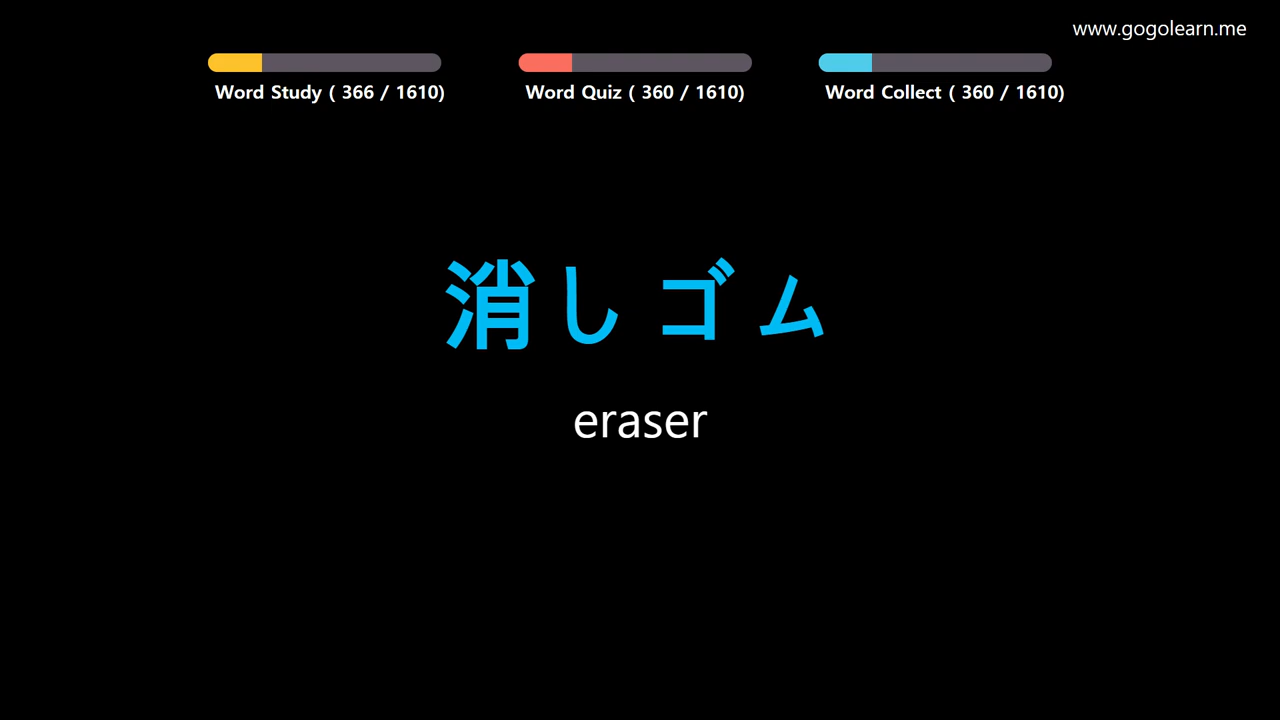 www.gogolearn.me
Word Study ( 366 / 1610)
Word Quiz ( 360 / 1610)
Word Collect ( 360 / 1610)
消しゴム
eraser